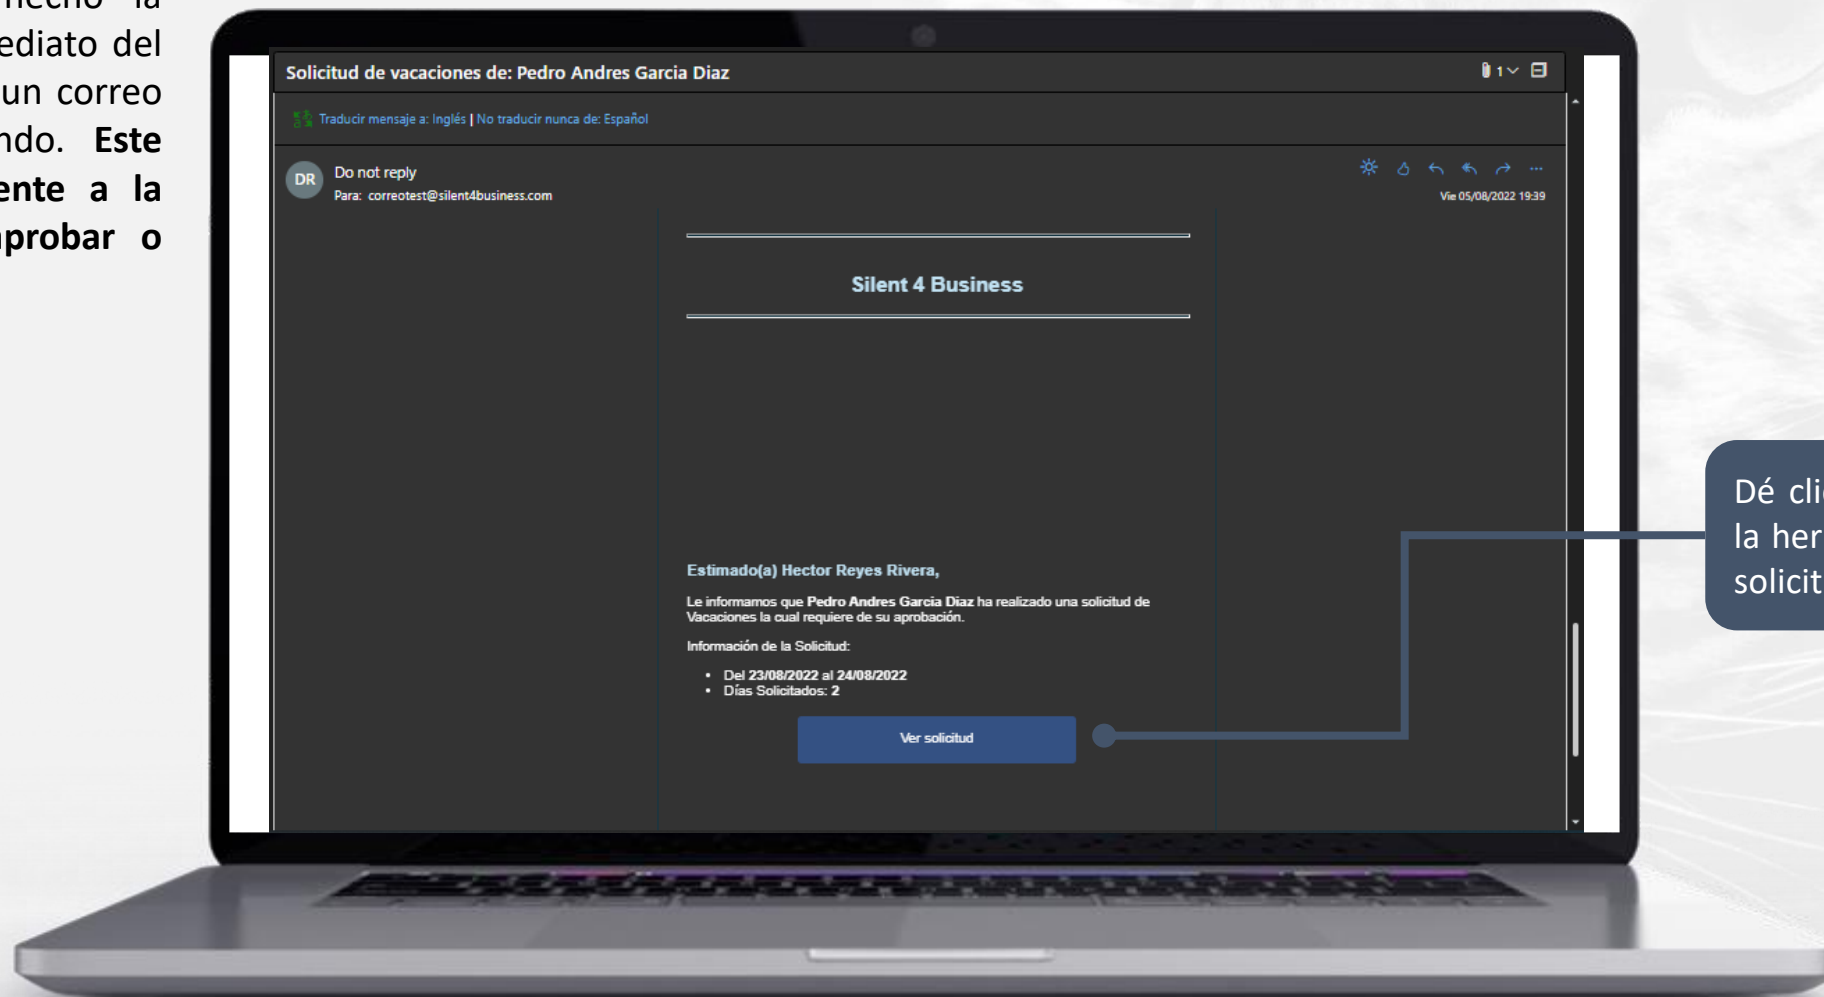 hecho la
ediato del
un correo
ndo. Este
ente a la
aprobar o
Solicitud de vacaciones de: Pedro Andres Garcia Diaz
1
Traducir mensaje a: Inglés | No traducir nunca de: Español
DR
Do not reply
Para: correotest@silent4business.com
Vie 05/08/2022 19:39
Silent 4 Business
Estimado(a) Hector Reyes Rivera,
Le informamos que Pedro Andres Garcia Diaz ha realizado una solicitud de
Vacaciones la cual requiere de su aprobación.
Información de la Solicitud:
• Del 23/08/2022 al 24/08/2022
• Días Solicitados: 2
Ver solicitud
Dé cli
la her
solicit